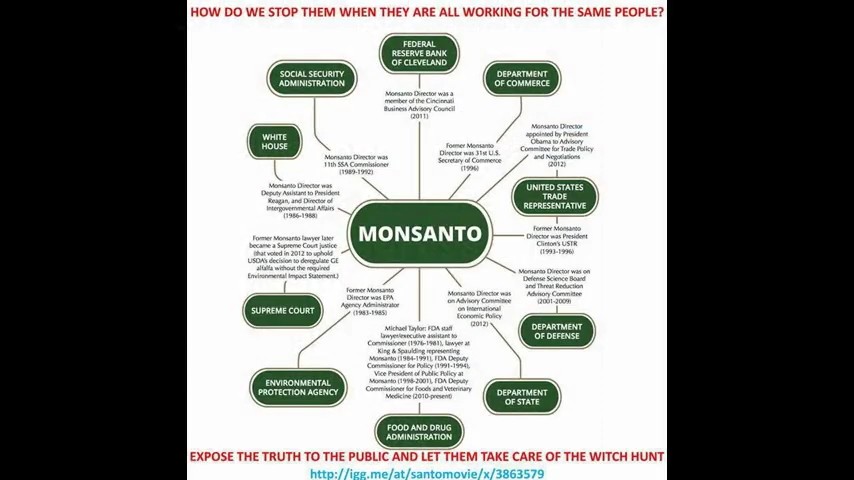 HOW DO WE STOP THEM WHEN THEY ARE ALL WORKING FOR THE SAME PEOPLE?
FEDERAL
RESERVE BANK
OF CLEVELAND
SOCIAL SECURITY
ADMINISTRATION
DEPARTMENT
OF COMMERCE
Monsanto Director was a
member of the Cincinnati
Business Advisory Council
(2011)
WHITE
HOUSE
Monsanto Director was
11th SSA Commissioner
(1989-1992)
Former Monsanto
Director was 31st U.S.
Secretary of Commerce
(1996)
Monsanto Director
appointed by President
Obama to Advisory
Committee for Trade Policy
and Negotiations
(2012)
Monsanto Director was
Deputy Assistant to President
Reagan, and Director of
Intergovernmental Affairs
(1986-1988)
UNITED STATES
TRADE
REPRESENTATIVE
MONSANTO
Former Monsanto
Director was President
Clinton's USTR
(1993-1996)
Former Monsanto lawyer later
became a Supreme Court justice
(that voted in 2012 to uphold
USDA's decision to deregulate GE
alfalfa without the required
Environmental Impact Statement.)
Monsanto Director was on
Defense Science Board
and Threat Reduction
Advisory Committee
(2001-2009)
SUPREME COURT
Former Monsanto
Director was EPA
Agency Administrator
(1983-1985)
Monsanto Director was
on Advisory Committee
on International
Economic Policy
(2012)
DEPARTMENT
OF DEFENSE
Michael Taylor: FDA staff
lawyer/executive assistant to
Commissioner (1976-1981), lawyer at
King & Spaulding representing
Monsanto (1984-1991), FDA Deputy
Commissioner for Policy (1991-1994),
Vice President of Public Policy at
Monsanto (1998-2001), FDA Deputy
Commissioner for Foods and Veterinary
Medicine (2010-present)
ENVIRONMENTAL
PROTECTION AGENCY
DEPARTMENT
OF STATE
FOOD AND DRUG
ADMINISTRATION
EXPOSE THE TRUTH TO THE PUBLIC AND LET THEM TAKE CARE OF THE WITCH HUNT
http://igg.me/at/santomovie/x/3863579